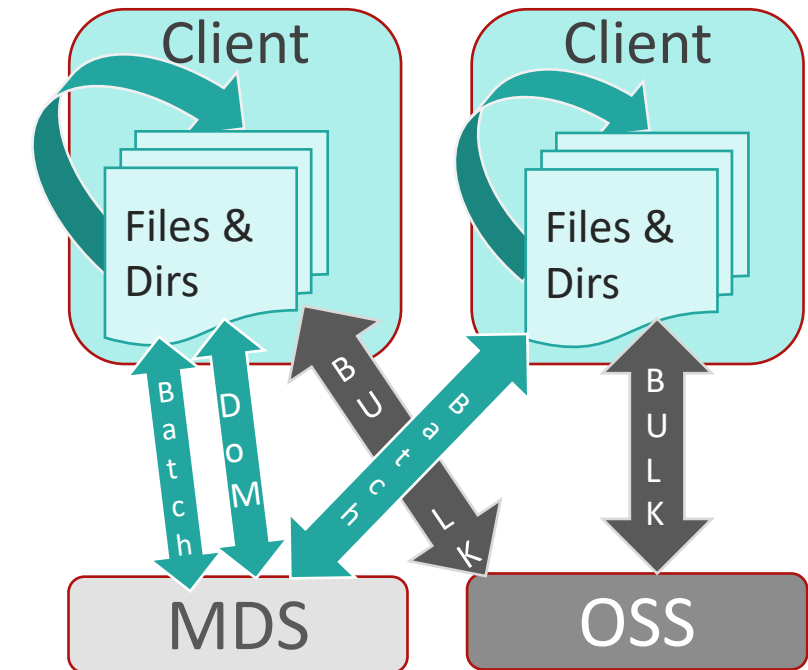 Client
Client
Files &
Dirs
Files &
Dirs
Batch
DoM
BULK
Batch
BULK
MDS
OSS